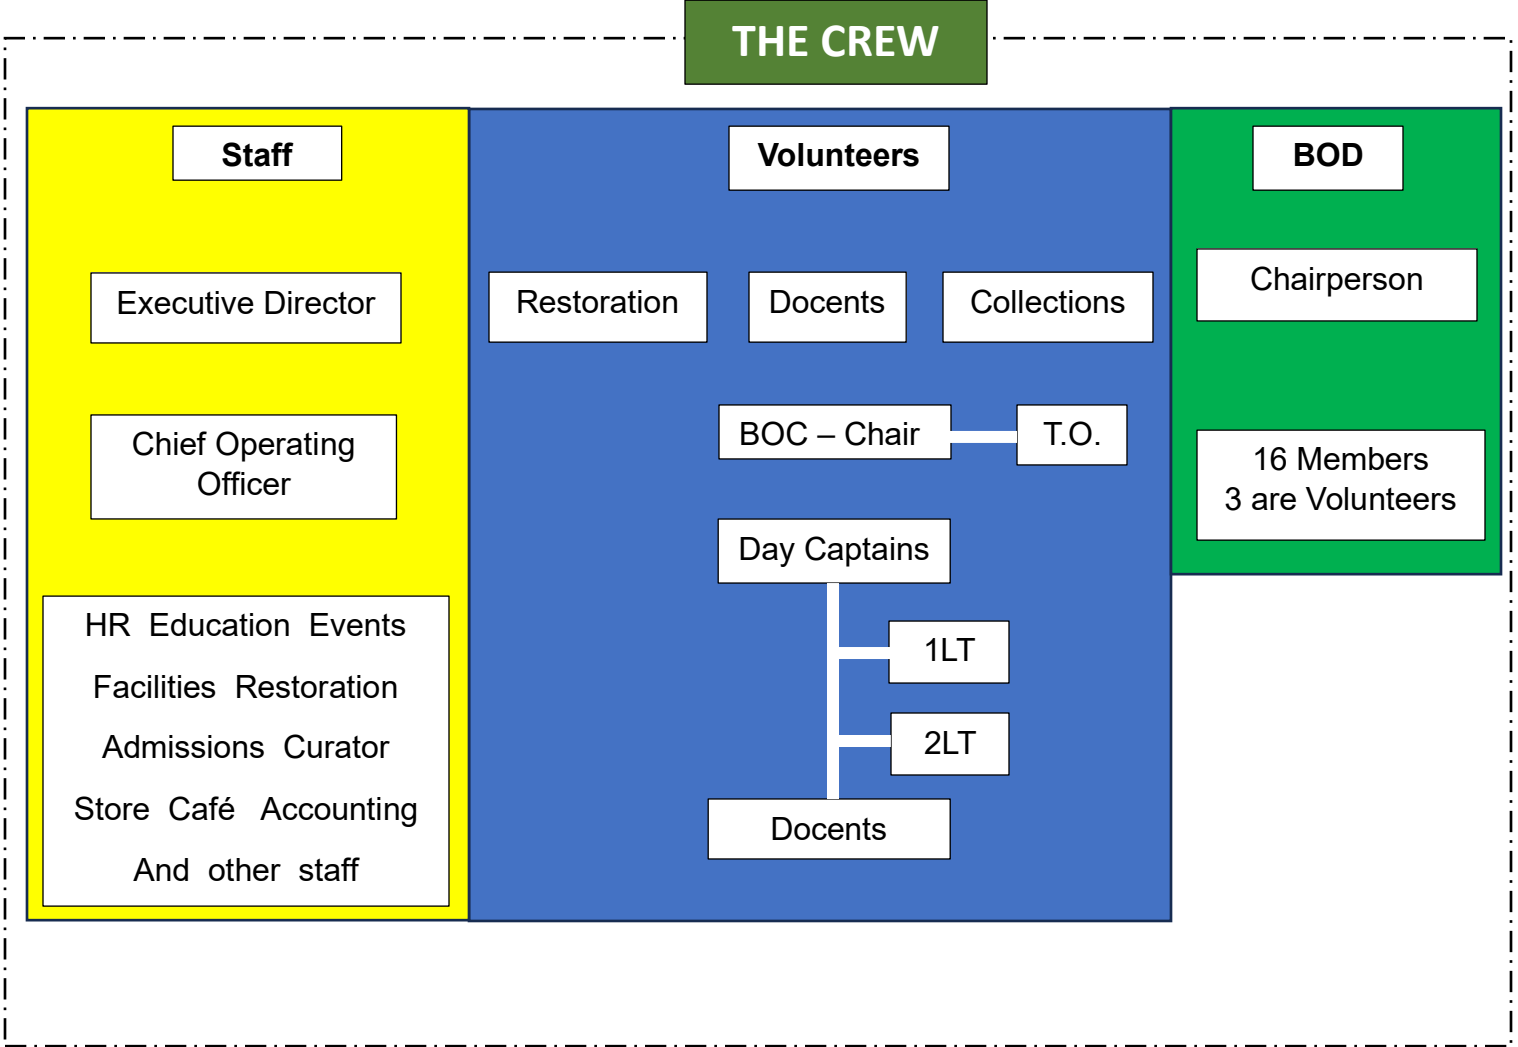 THE CREW
Staff
Executive Director
Chief Operating
Officer
HR Education Events
Facilities Restoration
Admissions Curator
Store Café Accounting
And other staff
Volunteers
Restoration
Docents
Collections
BOC – Chair
T.O.
Day Captains
1LT
2LT
Docents
BOD
Chairperson
16 Members
3 are Volunteers